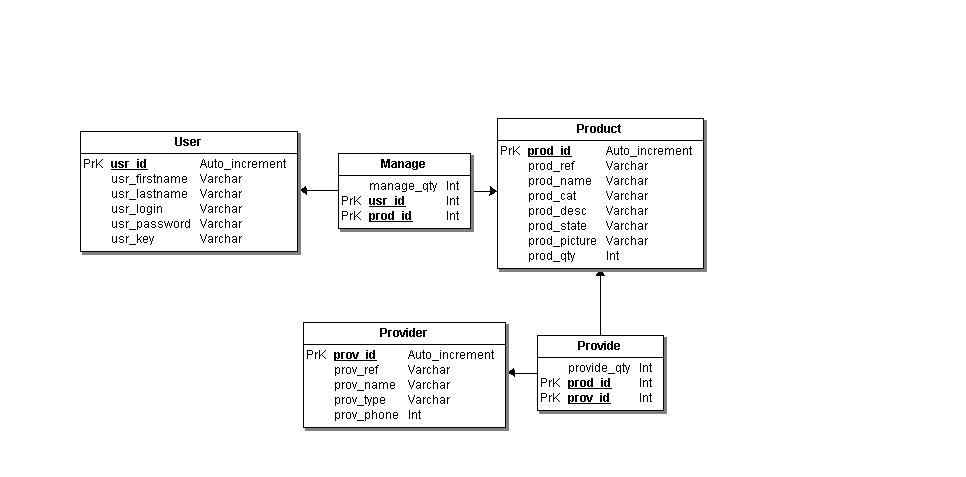 User
PrK usr_id Auto_increment
usr_firstname Varchar
usr_lastname Varchar
usr_login Varchar
usr_password Varchar
usr_key Varchar
Manage
manage_qty Int
PrK usr_id Int
PrK prod_id Int
Product
PrK prod_id Auto_increment
prod_ref Varchar
prod_name Varchar
prod_cat Varchar
prod_desc Varchar
prod_state Varchar
prod_picture Varchar
prod_qty Int
Provider
PrK prov_id Auto_increment
prov_ref Varchar
prov_name Varchar
prov_type Varchar
prov_phone Int
Provide
provide_qty Int
PrK prod_id Int
PrK prov_id Int